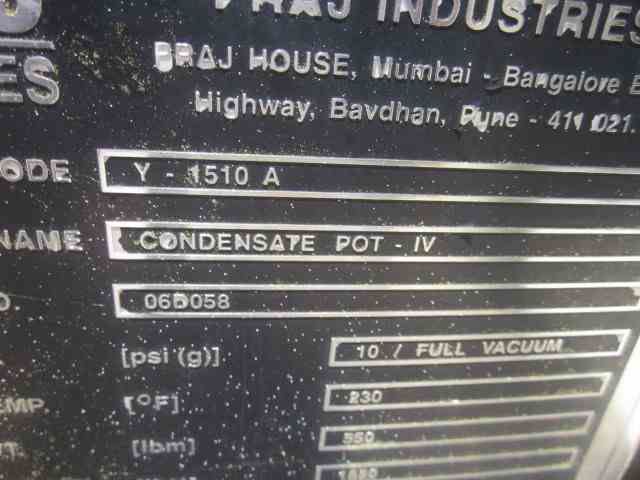 PRAJ INDUSTRIES
ES
PRAJ HOUSE, Mumbai - Bangalore
Highway, Bavdhan, Pune - 411 021.
ODE Y - 1510 A
NAME CONDENSATE POT - IV
O. 06D058
[psi (g)] 10 / FULL VACUUM
EMP. [°F] 230
T. [lbm] 550